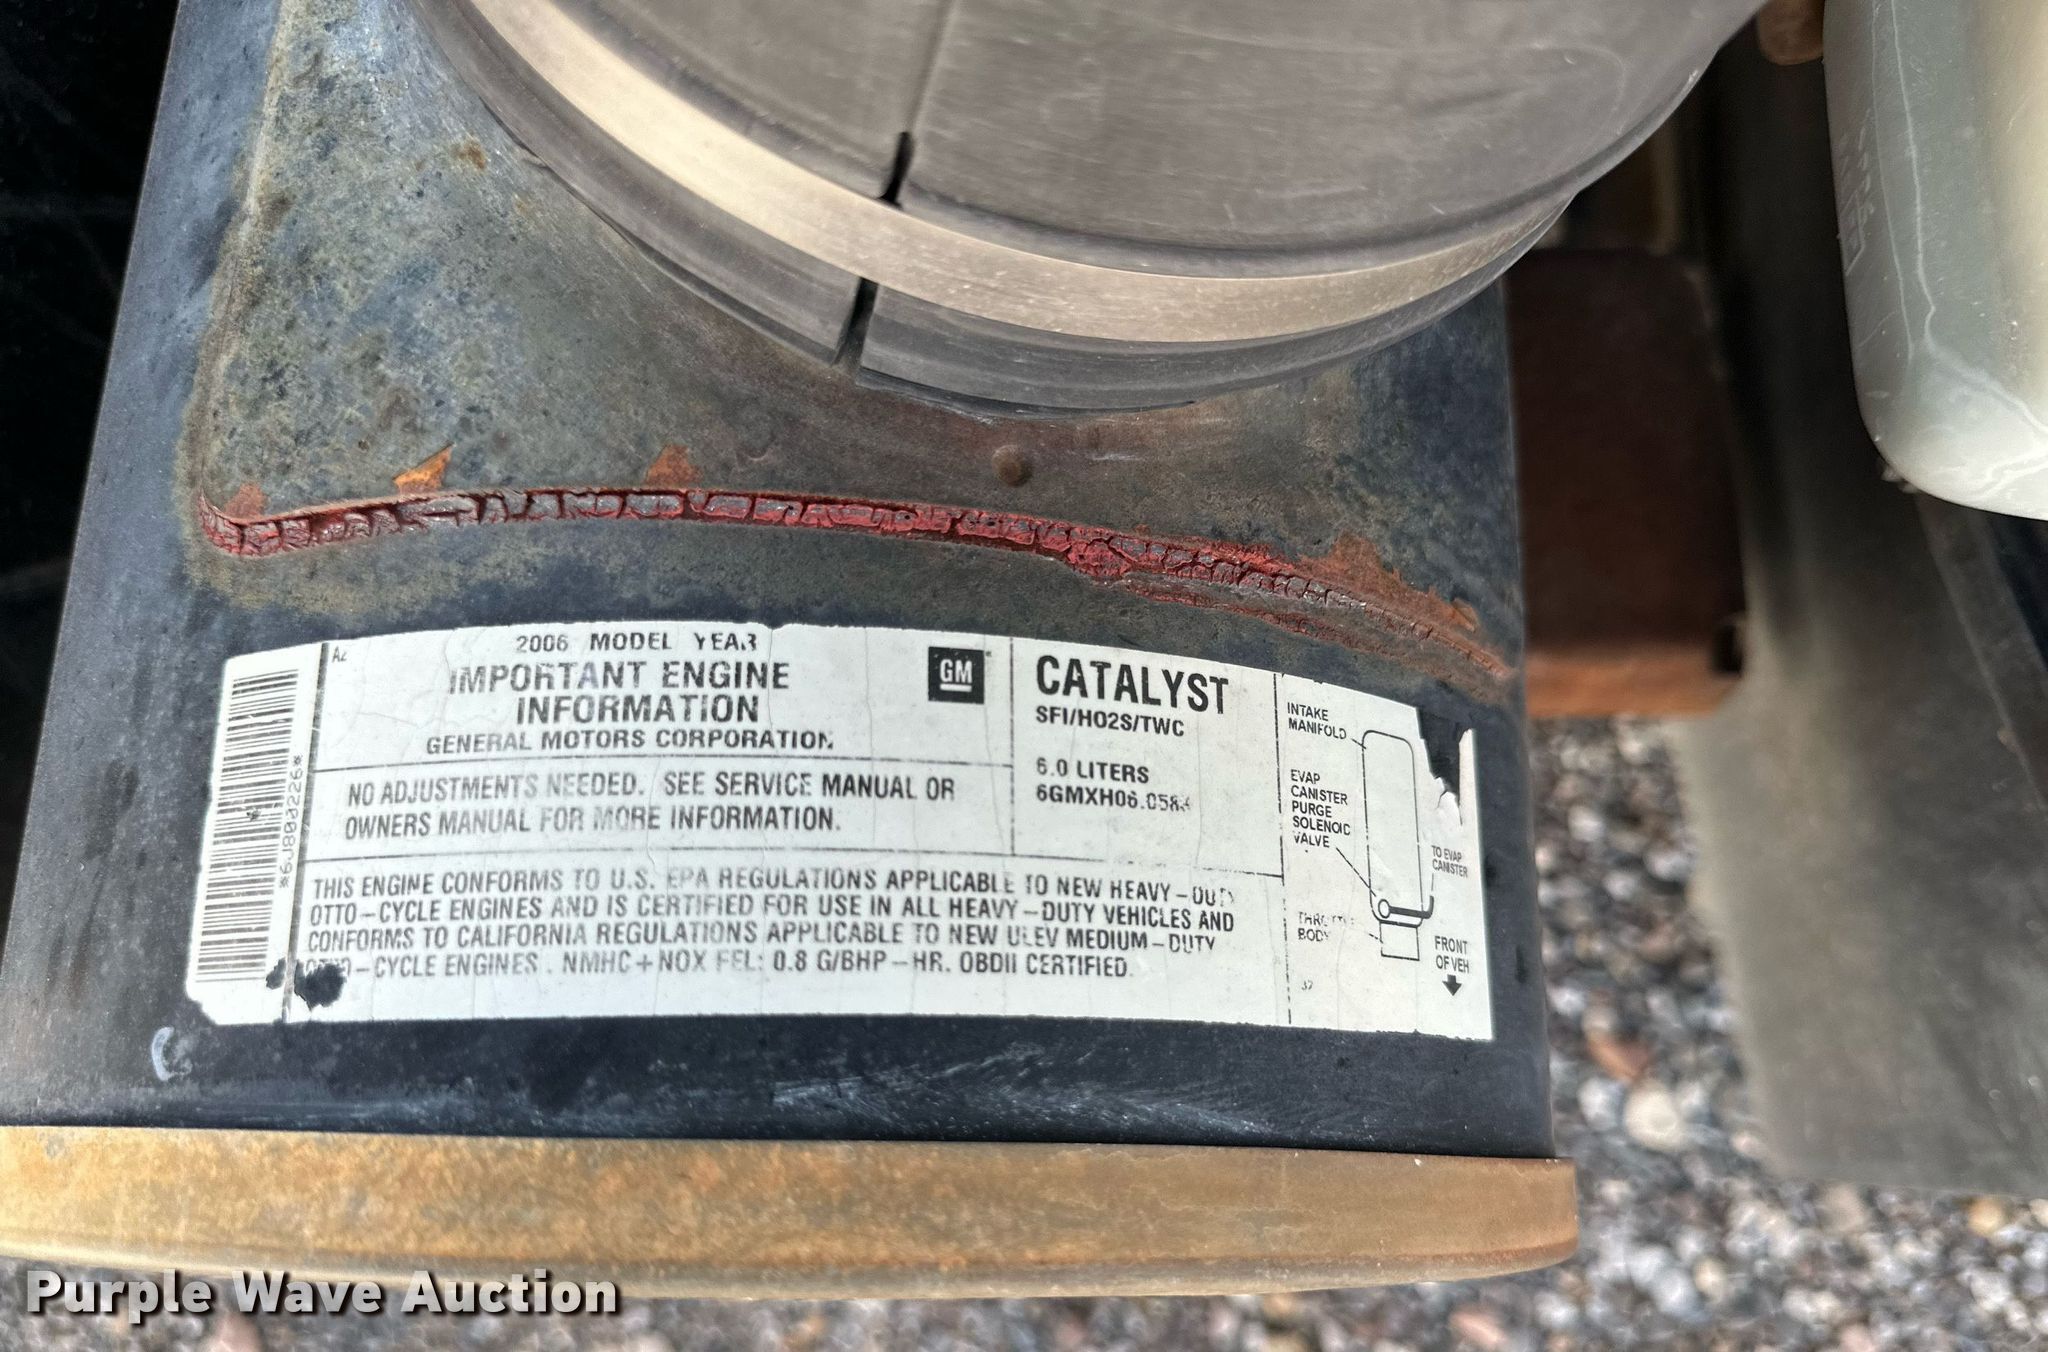 2006 MODEL YEAR
IMPORTANT ENGINE
INFORMATION
GENERAL MOTORS CORPORATION
GM
NO ADJUSTMENTS NEEDED. SEE SERVICE MANUAL OR
OWNERS MANUAL FOR MORE INFORMATION.
CATALYST
SFI/HO2S/TWC
6.0 LITERS
THIS ENGINE CONFORMS TO U.S. EPA REGULATIONS APPLICABLE TO NEW HEAVY-DUTY
OTTO-CYCLE ENGINES AND IS CERTIFIED FOR USE IN ALL HEAVY-DUTY VEHICLES AND
CONFORMS TO CALIFORNIA REGULATIONS APPLICABLE TO NEW ULEV MEDIUM-DUTY
OTTO-CYCLE ENGINES. NMHC+NOX FEL: 0.8 G/BHP-HR. OBDII CERTIFIED.
INTAKE
MANIFOLD
EVAP
CANISTER
PURGE
SOLENOID
VALVE
TO EVAP
CANISTER
THROTTLE
BODY
FRONT
OF VEH
*6J800226*
Purple Wave Auction